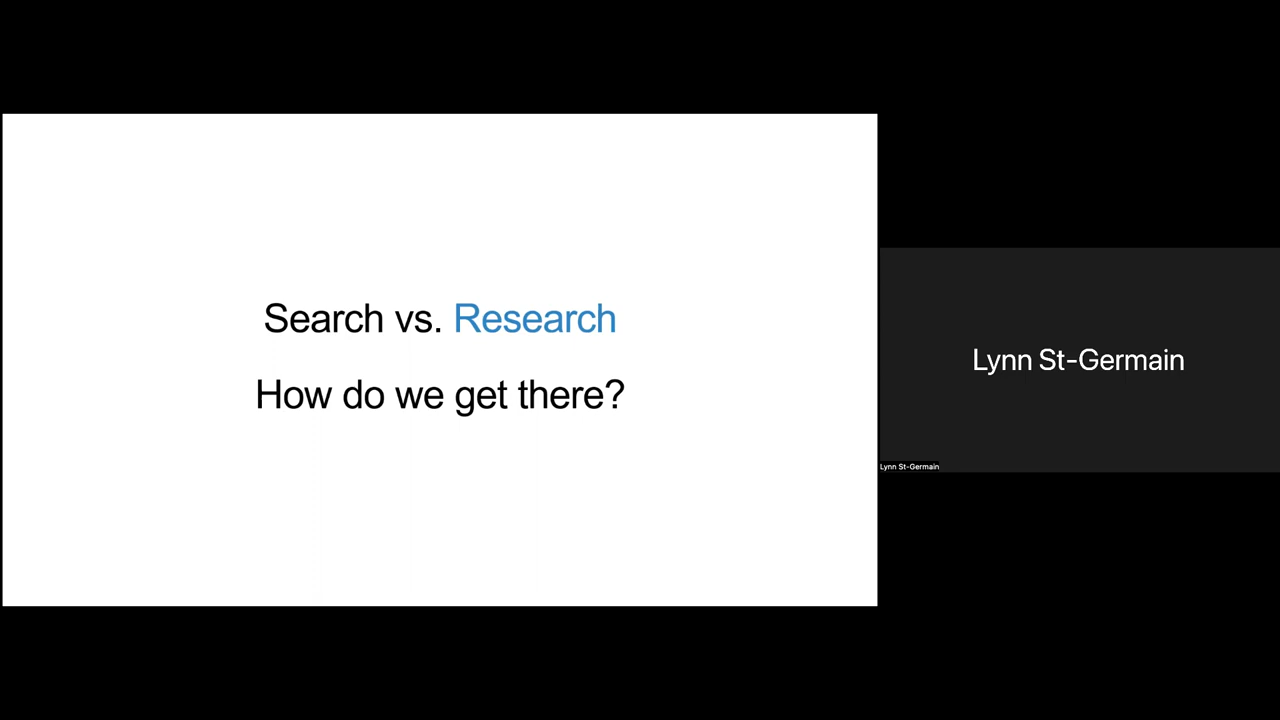 Search vs. Research
How do we get there?
Lynn St-Germain
Lynn St-Germain